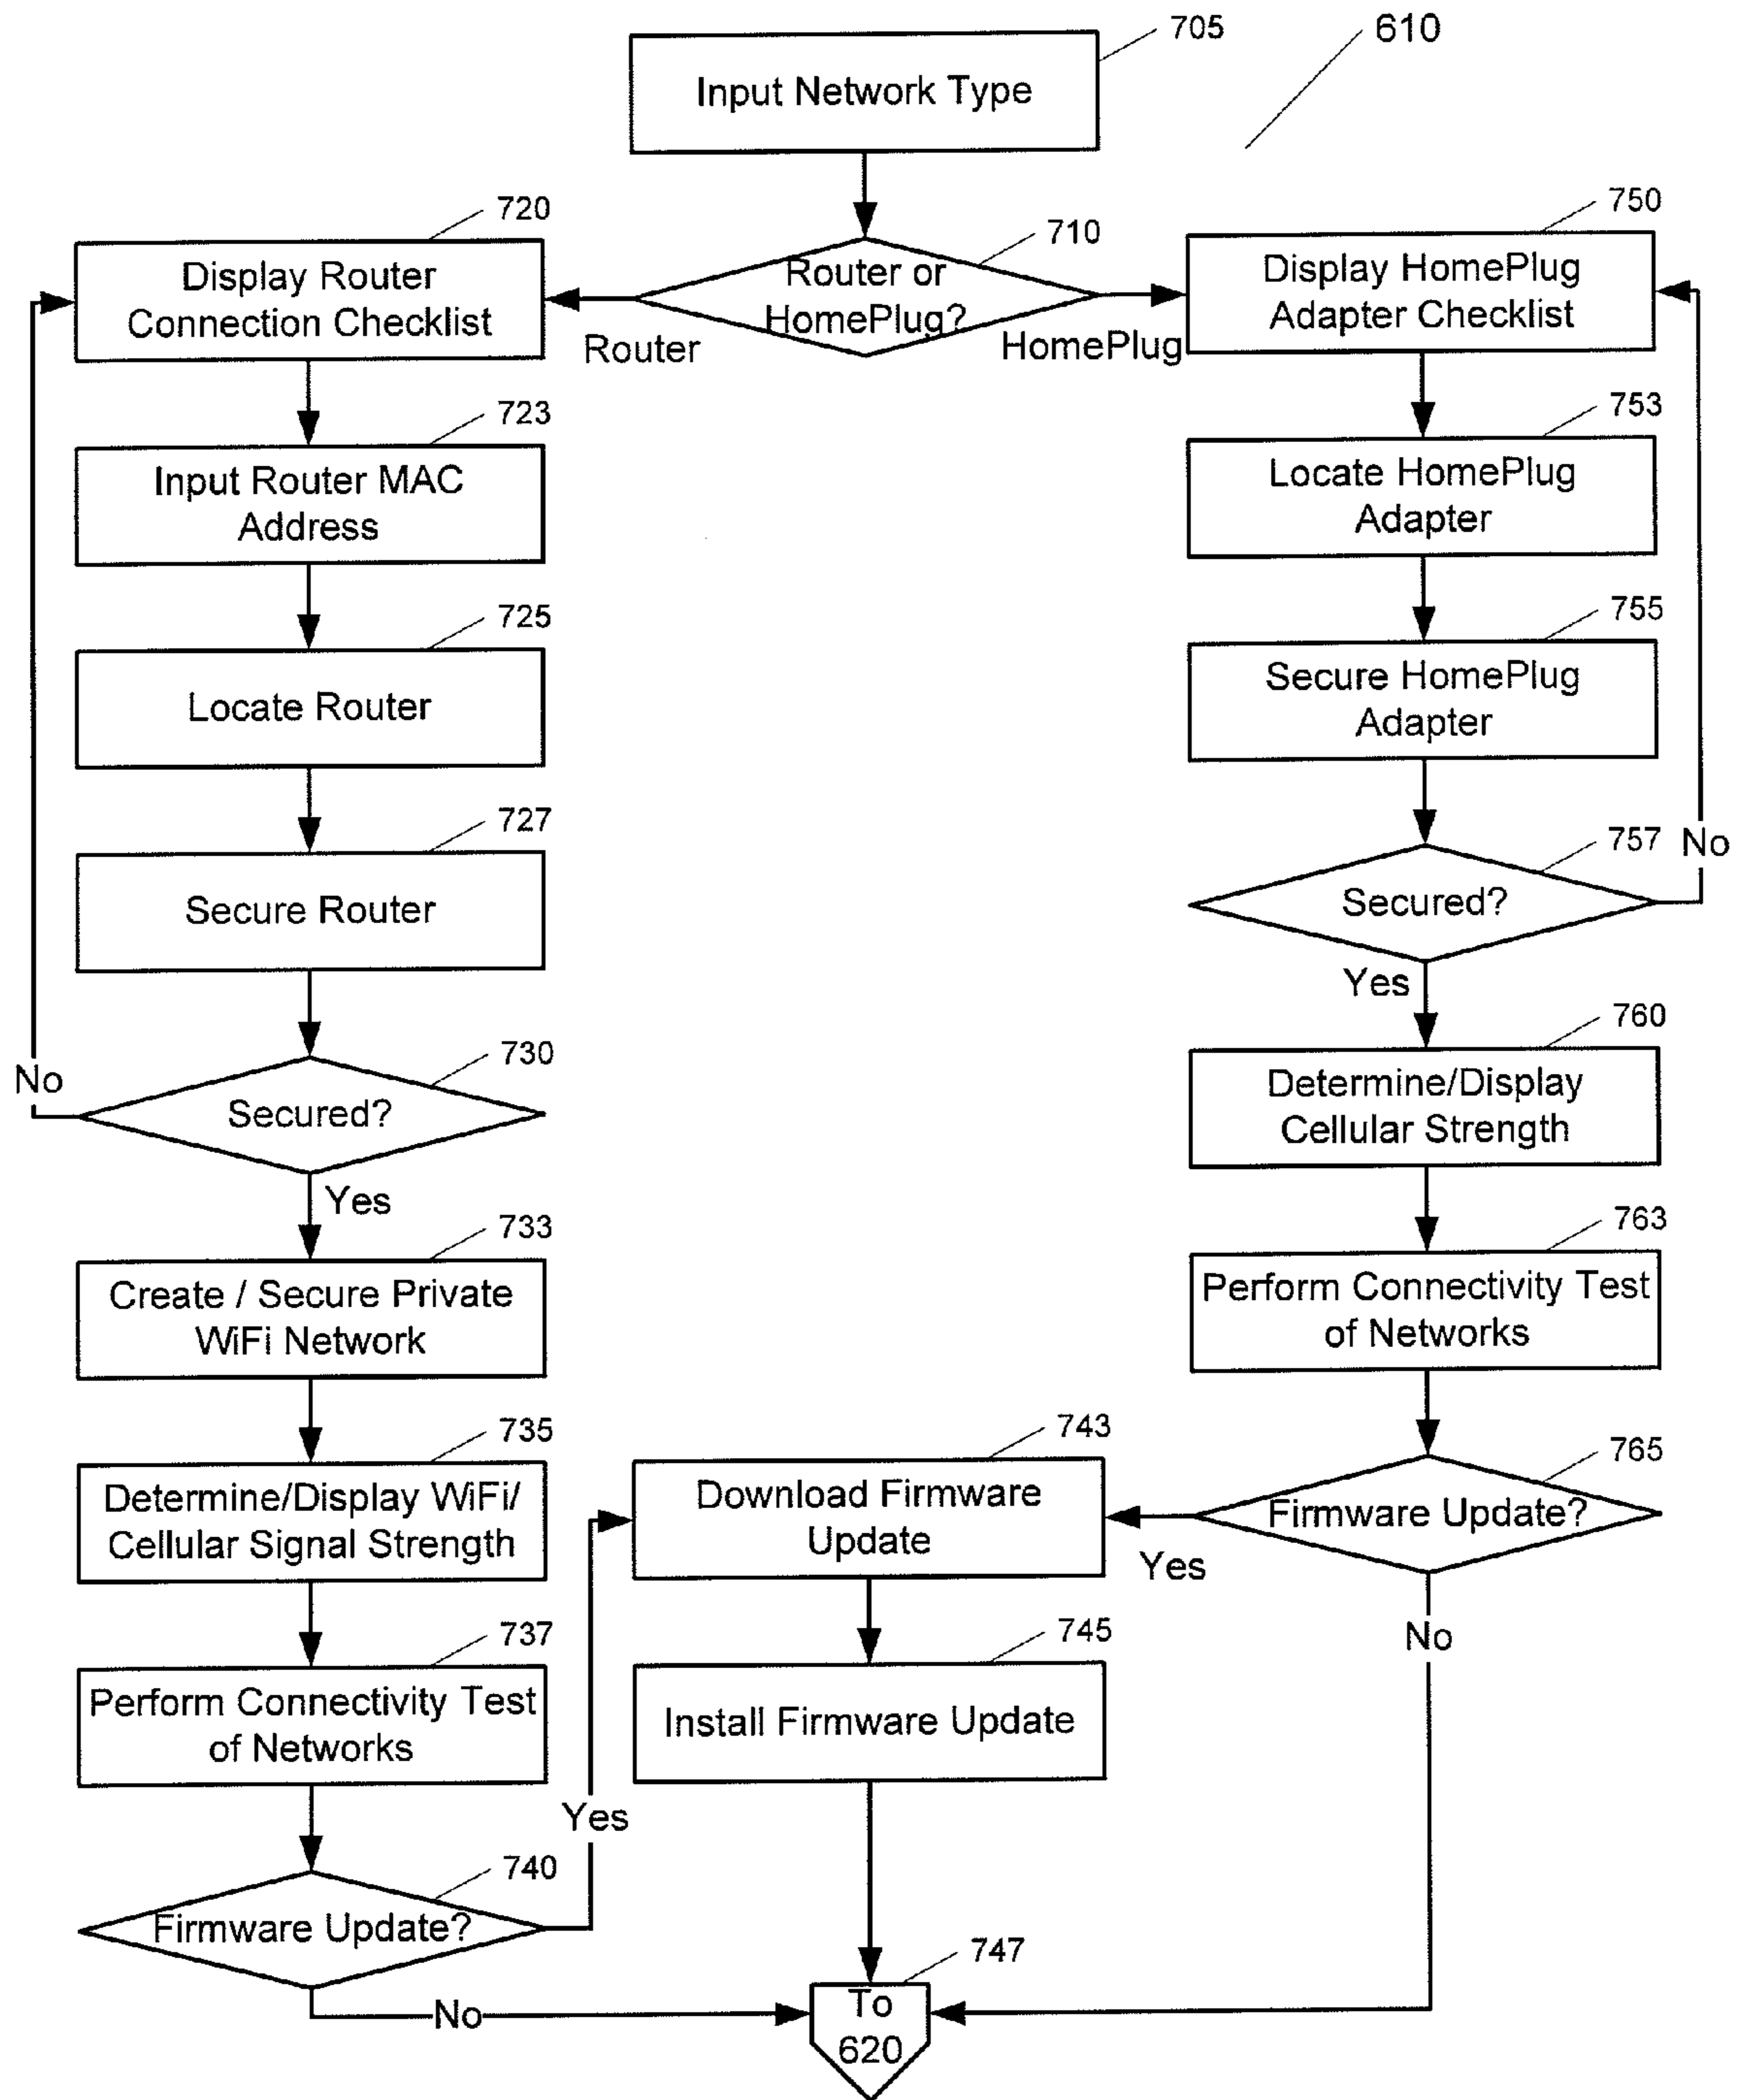 610
705
Input Network Type
710
Router or
HomePlug?
Router
HomePlug
720
Display Router
Connection Checklist
723
Input Router MAC
Address
725
Locate Router
727
Secure Router
730
Secured?
No
Yes
733
Create / Secure Private
WiFi Network
735
Determine/Display WiFi/
Cellular Signal Strength
737
Perform Connectivity Test
of Networks
740
Firmware Update?
Yes
No
743
Download Firmware
Update
745
Install Firmware Update
747
To
620
750
Display HomePlug
Adapter Checklist
753
Locate HomePlug
Adapter
755
Secure HomePlug
Adapter
757
Secured?
No
Yes
760
Determine/Display
Cellular Strength
763
Perform Connectivity Test
of Networks
765
Firmware Update?
Yes
No